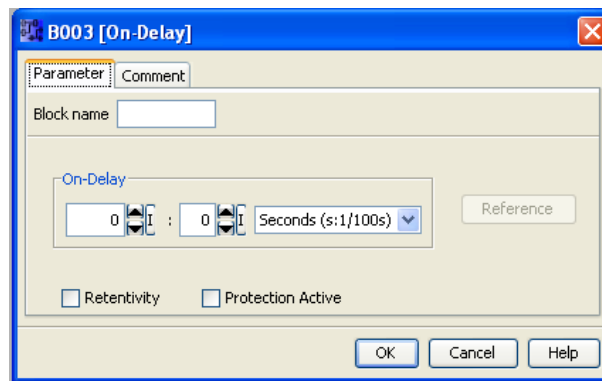 B003 [On-Delay]
Parameter Comment
Block name
On-Delay
0 : 0 Seconds (s:1/100s)
Reference
Retentivity Protection Active
OK Cancel Help